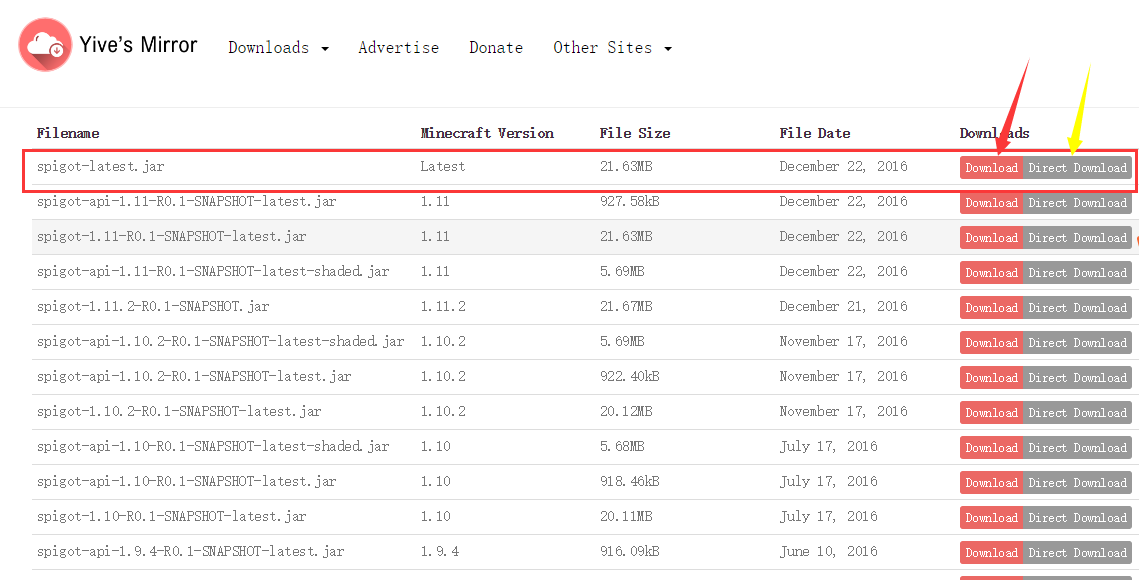 Yive's Mirror Downloads Advertise Donate Other Sites
Filename Minecraft Version File Size File Date Downloads
spigot-latest.jar Latest 21.63MB December 22, 2016 Download Direct Download
spigot-api-1.11-R0.1-SNAPSHOT-latest.jar 1.11 927.58kB December 22, 2016 Download Direct Download
spigot-1.11-R0.1-SNAPSHOT-latest.jar 1.11 21.63MB December 22, 2016 Download Direct Download
spigot-api-1.11-R0.1-SNAPSHOT-latest-shaded.jar 1.11 5.69MB December 22, 2016 Download Direct Download
spigot-1.11.2-R0.1-SNAPSHOT.jar 1.11.2 21.67MB December 21, 2016 Download Direct Download
spigot-api-1.10.2-R0.1-SNAPSHOT-latest-shaded.jar 1.10.2 5.69MB November 17, 2016 Download Direct Download
spigot-api-1.10.2-R0.1-SNAPSHOT-latest.jar 1.10.2 922.40kB November 17, 2016 Download Direct Download
spigot-1.10.2-R0.1-SNAPSHOT-latest.jar 1.10.2 20.12MB November 17, 2016 Download Direct Download
spigot-api-1.10-R0.1-SNAPSHOT-latest-shaded.jar 1.10 5.68MB July 17, 2016 Download Direct Download
spigot-api-1.10-R0.1-SNAPSHOT-latest.jar 1.10 918.46kB July 17, 2016 Download Direct Download
spigot-1.10-R0.1-SNAPSHOT-latest.jar 1.10 20.11MB July 17, 2016 Download Direct Download
spigot-api-1.9.4-R0.1-SNAPSHOT-latest.jar 1.9.4 916.09kB June 10, 2016 Download Direct Download